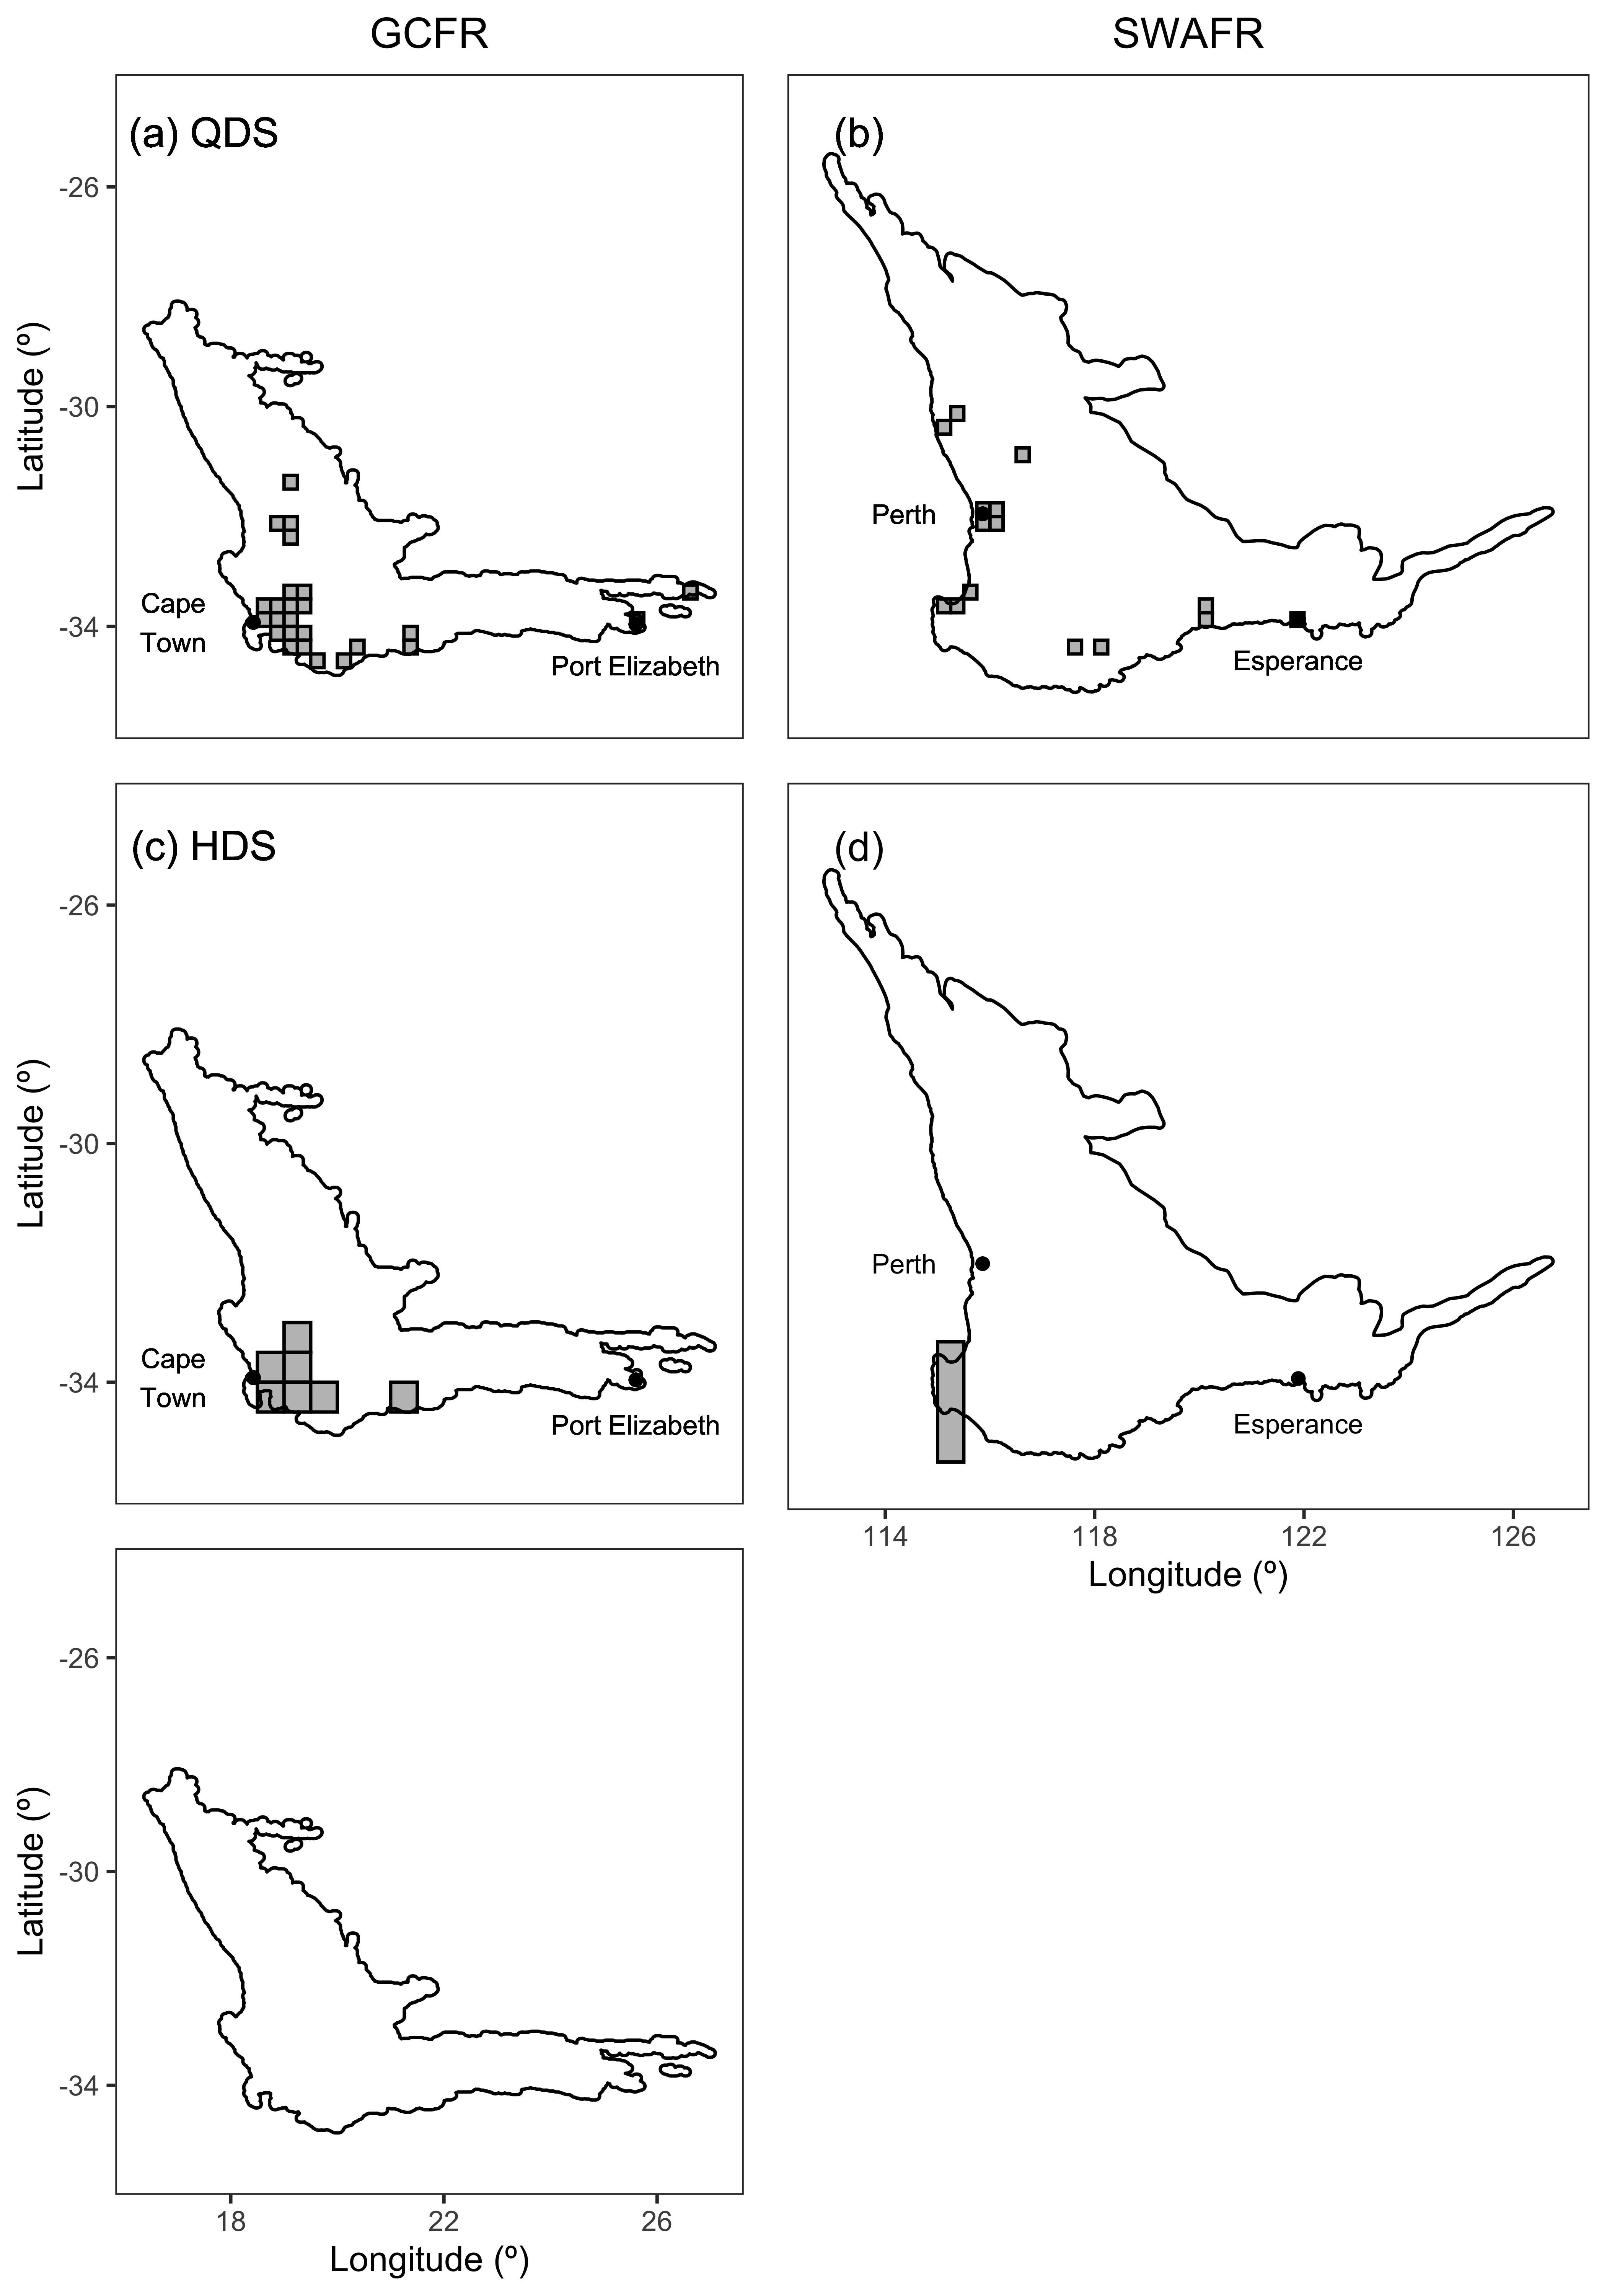 GCFR
SWAFR
(a) QDS
(b)
-26
-30
-34
Latitude (º)
Cape
Town
Port Elizabeth
Perth
Esperance
(c) HDS
(d)
-26
-30
-34
Latitude (º)
Cape
Town
Port Elizabeth
Perth
Esperance
114 118 122 126
Longitude (º)
-26
-30
-34
Latitude (º)
18 22 26
Longitude (º)